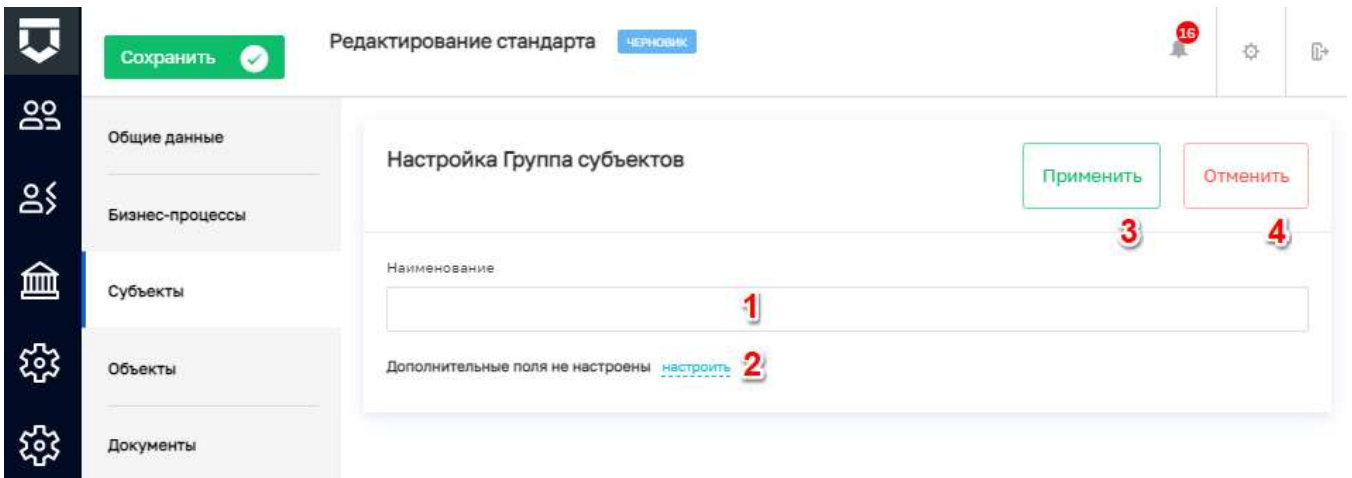 Сохранить
Редактирование стандарта
ЧЕРНОВИК
16
Общие данные
Бизнес-процессы
Субъекты
Объекты
Документы
Настройка Группа субъектов
Применить
3
Отменить
4
Наименование
1
Дополнительные поля не настроены настроить 2